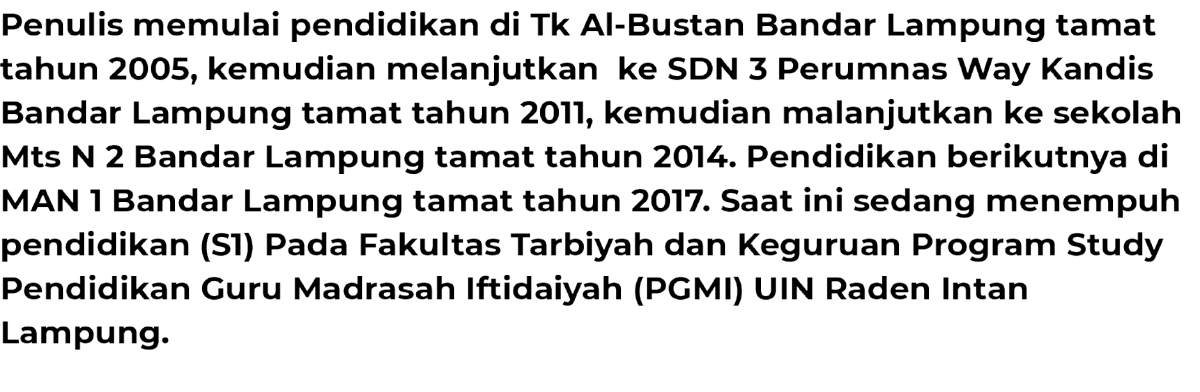 Penulis memulai pendidikan di Tk Al-Bustan Bandar Lampung tamat
tahun 2005, kemudian melanjutkan  ke SDN 3 Perumnas Way Kandis
Bandar Lampung tamat tahun 2011, kemudian malanjutkan ke sekolah
Mts N 2 Bandar Lampung tamat tahun 2014. Pendidikan berikutnya di
MAN 1 Bandar Lampung tamat tahun 2017. Saat ini sedang menempuh
pendidikan (S1) Pada Fakultas Tarbiyah dan Keguruan Program Study
Pendidikan Guru Madrasah Iftidaiyah (PGMI) UIN Raden Intan
Lampung.